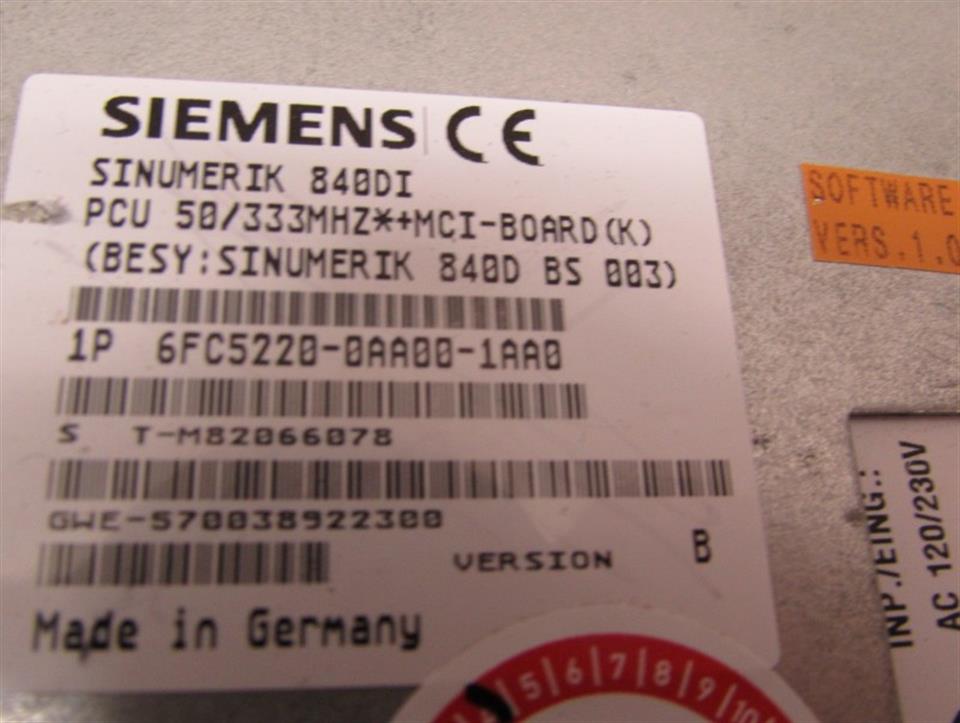 SIEMENS CE
SINUMERIK 840DI
PCU 50/333MHZ*+MCI-BOARD(K)
(BESY:SINUMERIK 840D BS 003)
1P 6FC5220-0AA00-1AA0
S T-M82066078
GWE-570038922300
VERSION B
Made in Germany
SOFTWARE
VERS.1.0
INP./EING.:
AC 120/230V
5 6 7 8 9 10